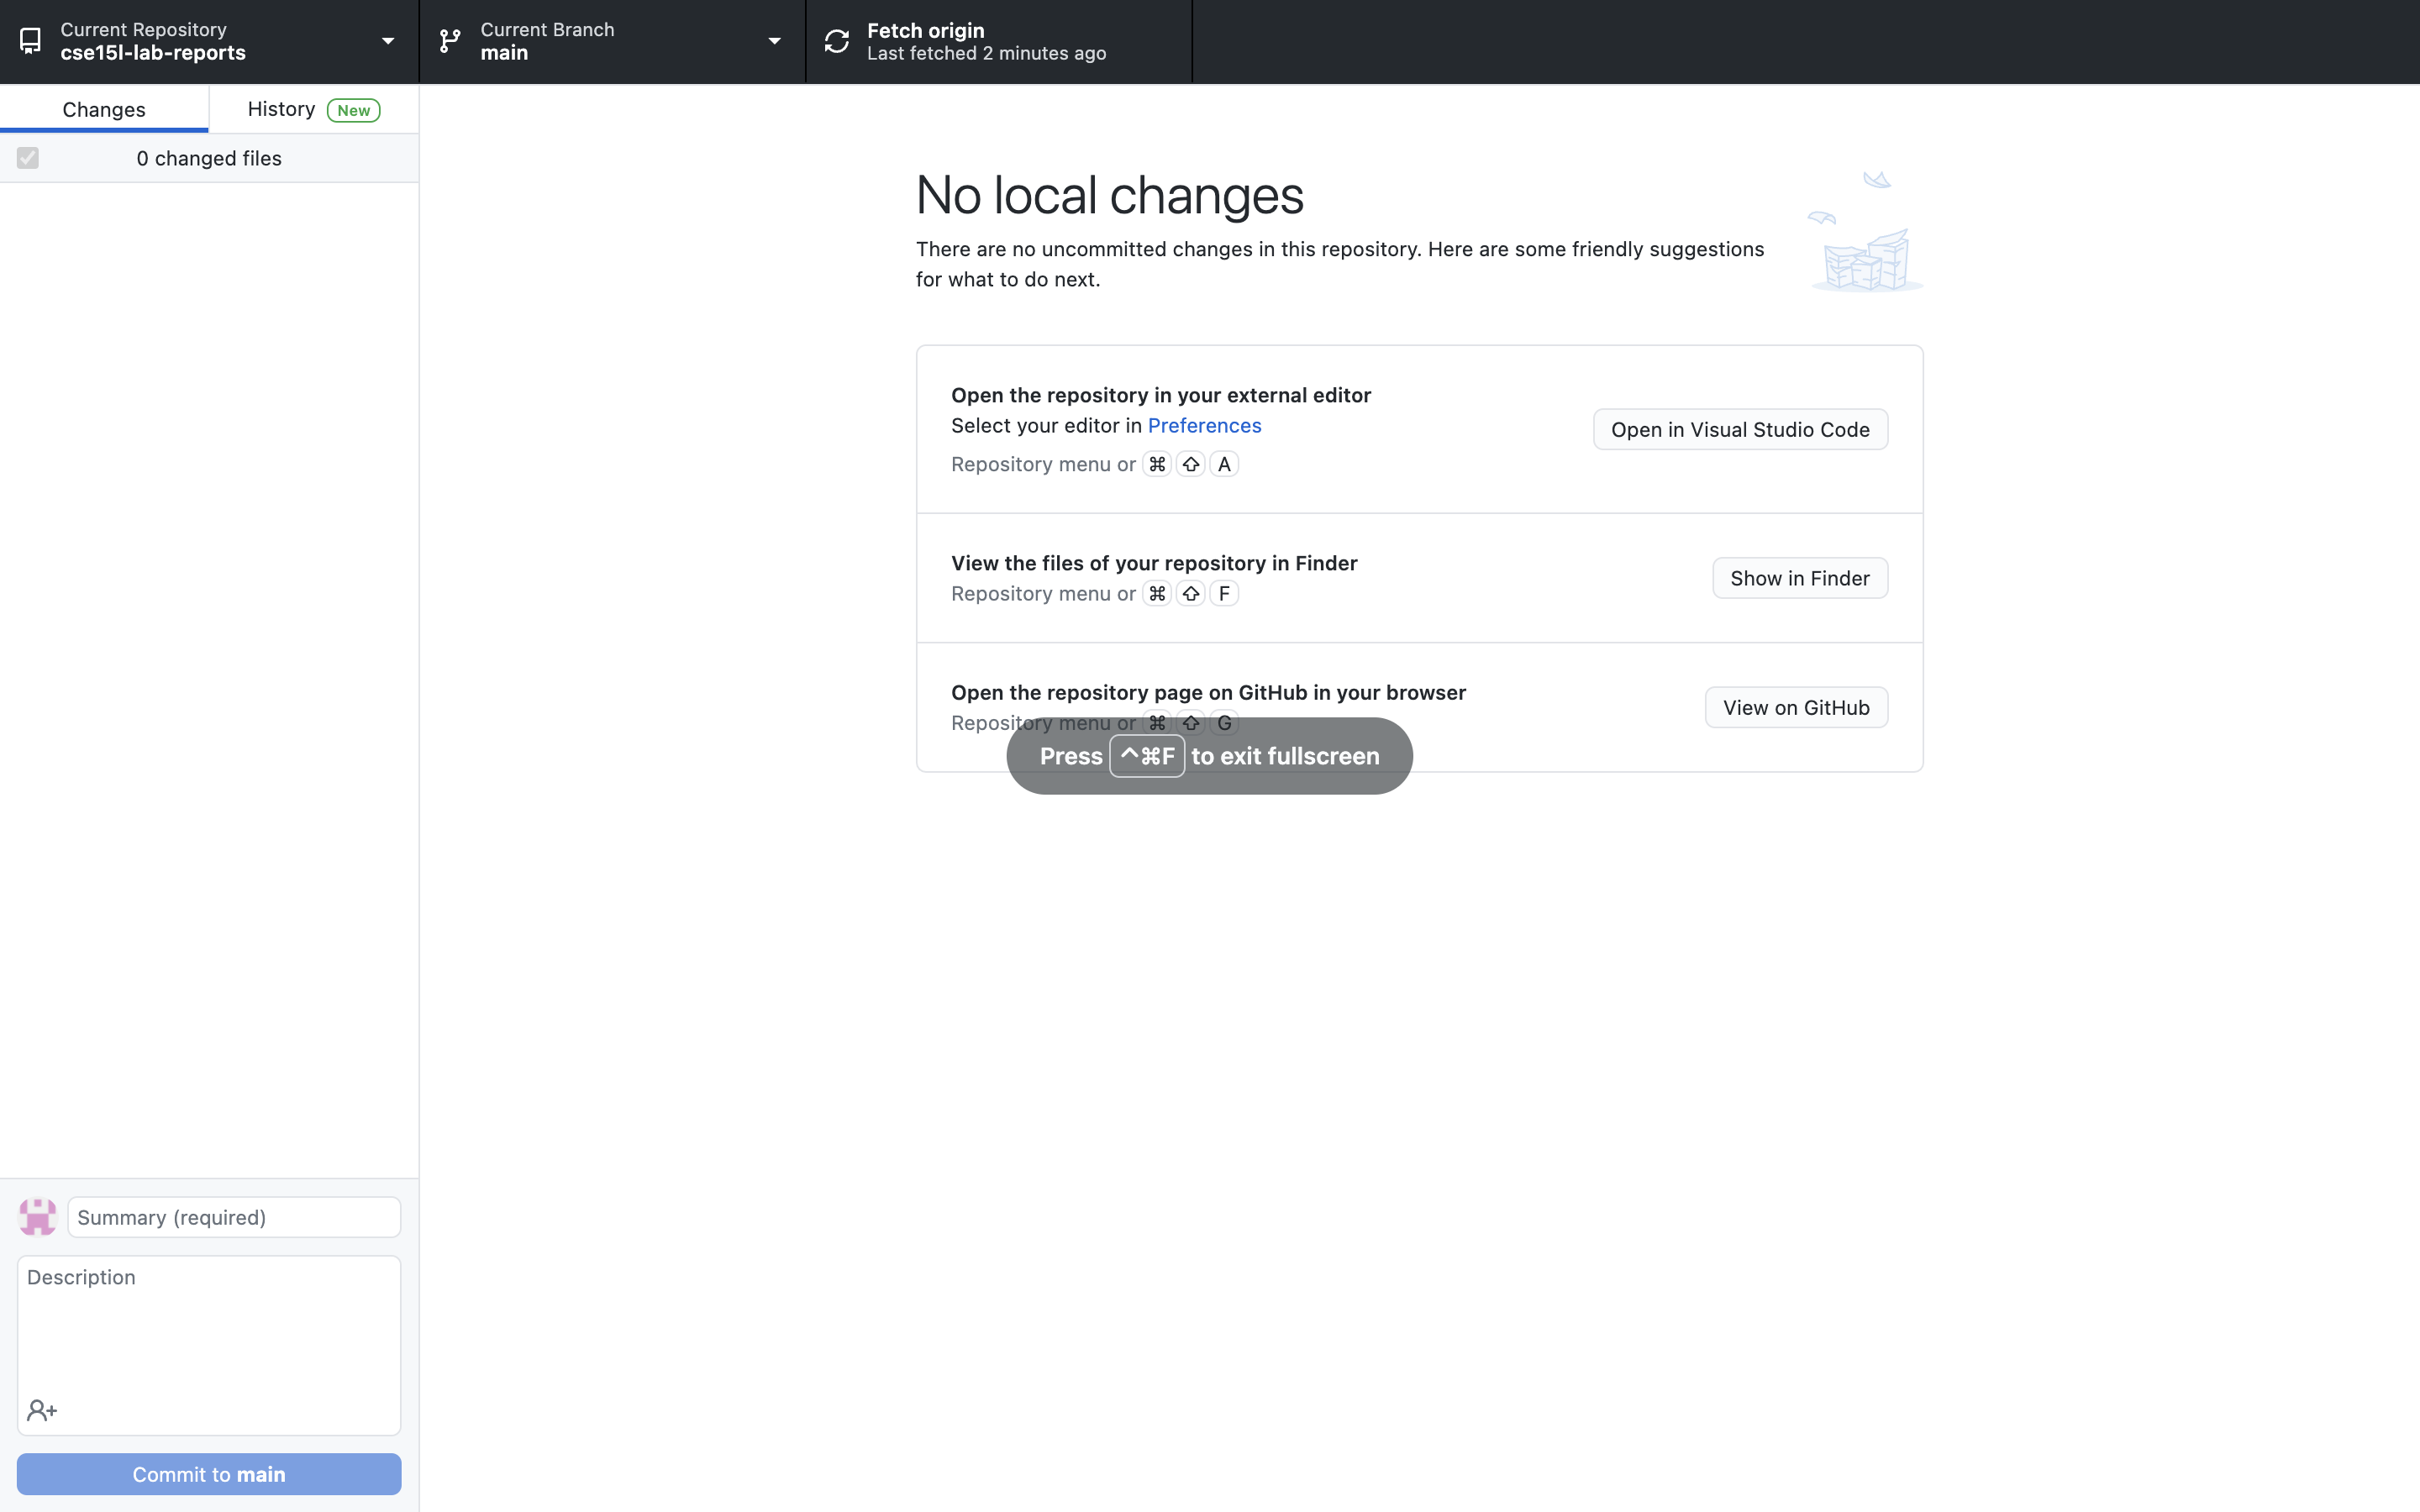 Current Repository
cse15l-lab-reports
Current Branch
main
Fetch origin
Last fetched 2 minutes ago
Changes
History New
0 changed files
No local changes
There are no uncommitted changes in this repository. Here are some friendly suggestions
for what to do next.
Open the repository in your external editor
Select your editor in Preferences
Repository menu or ⌘ ⇧ A
Open in Visual Studio Code
View the files of your repository in Finder
Repository menu or ⌘ ⇧ F
Show in Finder
Open the repository page on GitHub in your browser
Repository menu or ⌘ ⇧ G
View on GitHub
Press ^⌘F to exit fullscreen
Summary (required)
Description
Commit to main